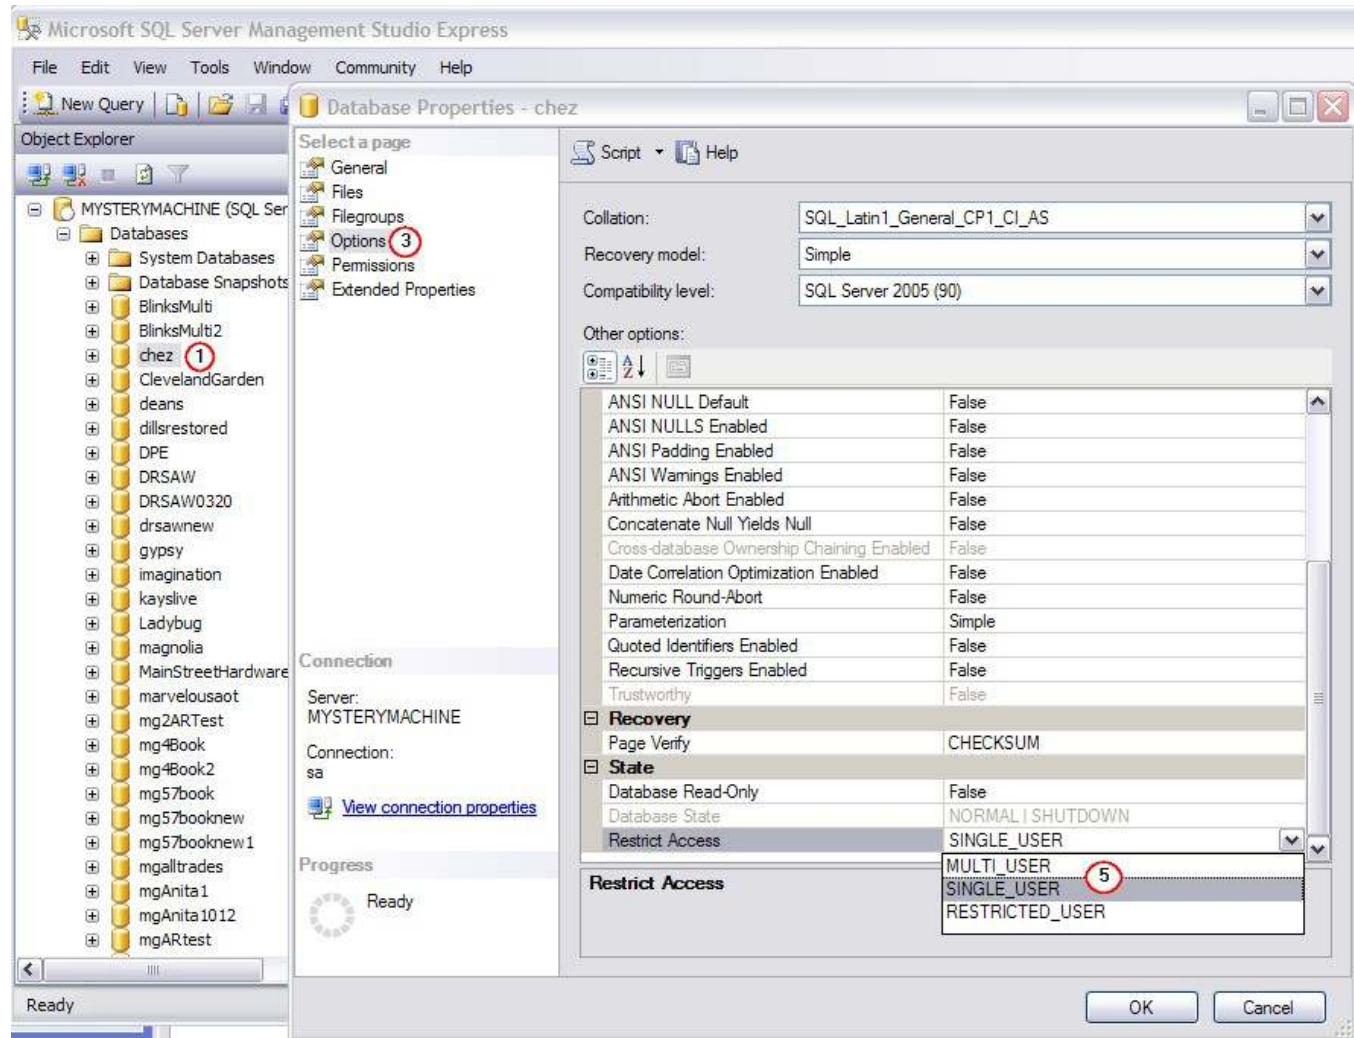 Microsoft SQL Server Management Studio Express
File Edit View Tools Window Community Help
New Query
Object Explorer
MYSTERYMACHINE (SQL Ser
Databases
System Databases
Database Snapshots
BlinksMulti
BlinksMulti2
chez 1
ClevelandGarden
deans
dillsrestored
DPE
DRSAW
DRSAW0320
drsawnew
gypsy
imagination
kayslive
Ladybug
magnolia
MainStreetHardware
marvelousaot
mg2ARTest
mg4Book
mg4Book2
mg57book
mg57booknew
mg57booknew1
mgalltrades
mgAnita1
mgAnita1012
mgARtest
Ready
Database Properties - chez
Select a page
General
Files
Filegroups
Options 3
Permissions
Extended Properties
Connection
Server:
MYSTERYMACHINE
Connection:
sa
View connection properties
Progress
Ready
Script Help
Collation: SQL_Latin1_General_CP1_CI_AS
Recovery model: Simple
Compatibility level: SQL Server 2005 (90)
Other options:
ANSI NULL Default False
ANSI NULLS Enabled False
ANSI Padding Enabled False
ANSI Warnings Enabled False
Arithmetic Abort Enabled False
Concatenate Null Yields Null False
Cross-database Ownership Chaining Enabled False
Date Correlation Optimization Enabled False
Numeric Round-Abort False
Parameterization Simple
Quoted Identifiers Enabled False
Recursive Triggers Enabled False
Trustworthy False
Recovery
Page Verify CHECKSUM
State
Database Read-Only False
Database State NORMAL | SHUTDOWN
Restrict Access SINGLE_USER
MULTI_USER
SINGLE_USER 5
RESTRICTED_USER
Restrict Access
OK Cancel